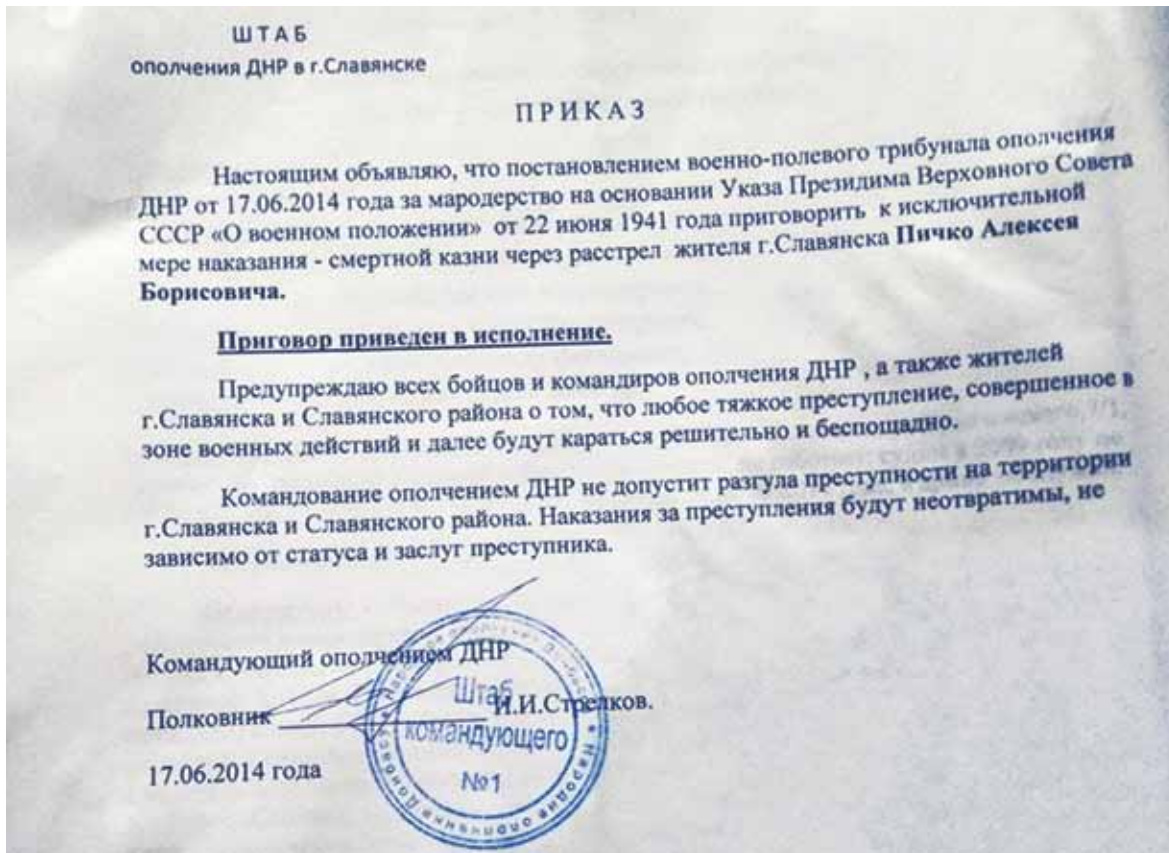 ШТАБ
ополчения ДНР в г.Славянске
ПРИКАЗ
Настоящим объявляю, что постановлением военно-полевого трибунала ополчения
ДНР от 17.06.2014 года за мародерство на основании Указа Президима Верховного Совета
СССР «О военном положении» от 22 июня 1941 года приговорить к исключительной
мере наказания - смертной казни через расстрел жителя г.Славянска Пичко Алексея
Борисовича.
Приговор приведен в исполнение.
Предупреждаю всех бойцов и командиров ополчения ДНР , а также жителей
г.Славянска и Славянского района о том, что любое тяжкое преступление, совершенное в
зоне военных действий и далее будут караться решительно и беспощадно.
Командование ополчением ДНР не допустит разгула преступности на территории
г.Славянска и Славянского района. Наказания за преступления будут неотвратимы, не
зависимо от статуса и заслуг преступника.
Командующий ополчением ДНР
Полковник И.И.Стрелков.
17.06.2014 года
Штаб
командующего
№1